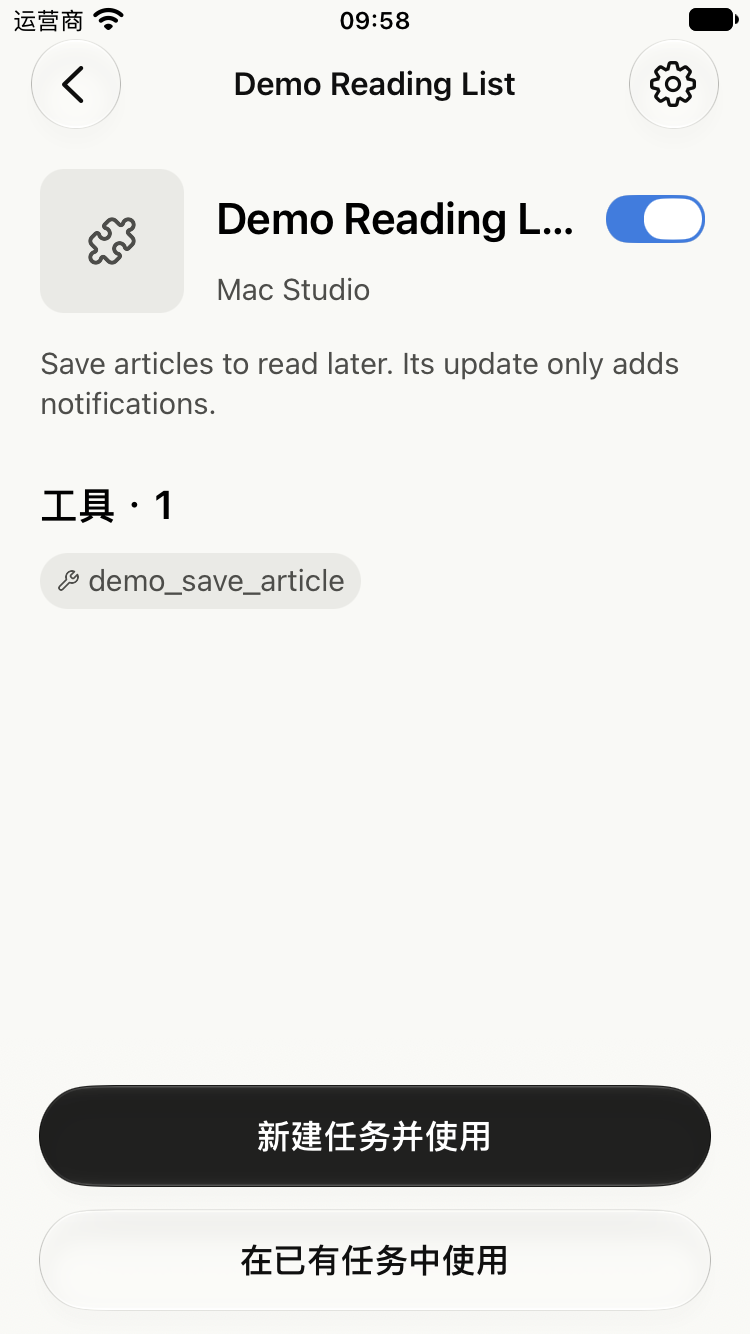 运营商 09:58
Demo Reading List
Demo Reading L...
Mac Studio
Save articles to read later. Its update only adds
notifications.
工具 · 1
demo_save_article
新建任务并使用
在已有任务中使用